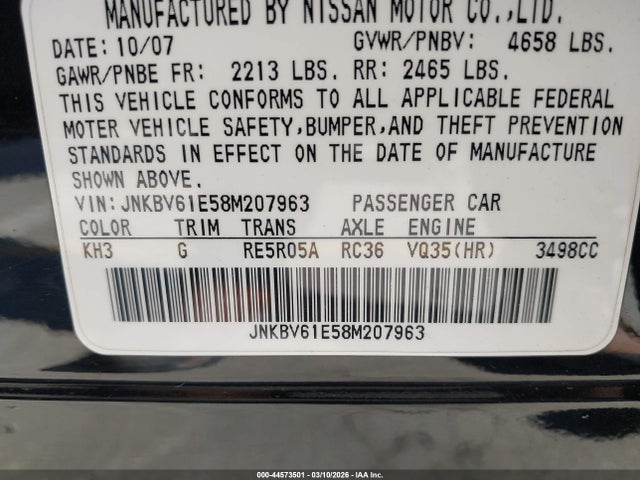 MANUFACTURED BY NISSAN MOTOR CO.,LTD.
DATE: 10/07 GVWR/PNBV: 4658 LBS.
GAWR/PNBE FR: 2213 LBS. RR: 2465 LBS.
THIS VEHICLE CONFORMS TO ALL APPLICABLE FEDERAL
MOTER VEHICLE SAFETY,BUMPER,AND THEFT PREVENTION
STANDARDS IN EFFECT ON THE DATE OF MANUFACTURE
SHOWN ABOVE.
VIN:JNKBV61E58M207963 PASSENGER CAR
COLOR TRIM TRANS AXLE ENGINE
KH3 G RE5R05A RC36 VQ35(HR) 3498CC
JNKBV61E58M207963
000-44573501 - 03/10/2026 - IAA Inc.